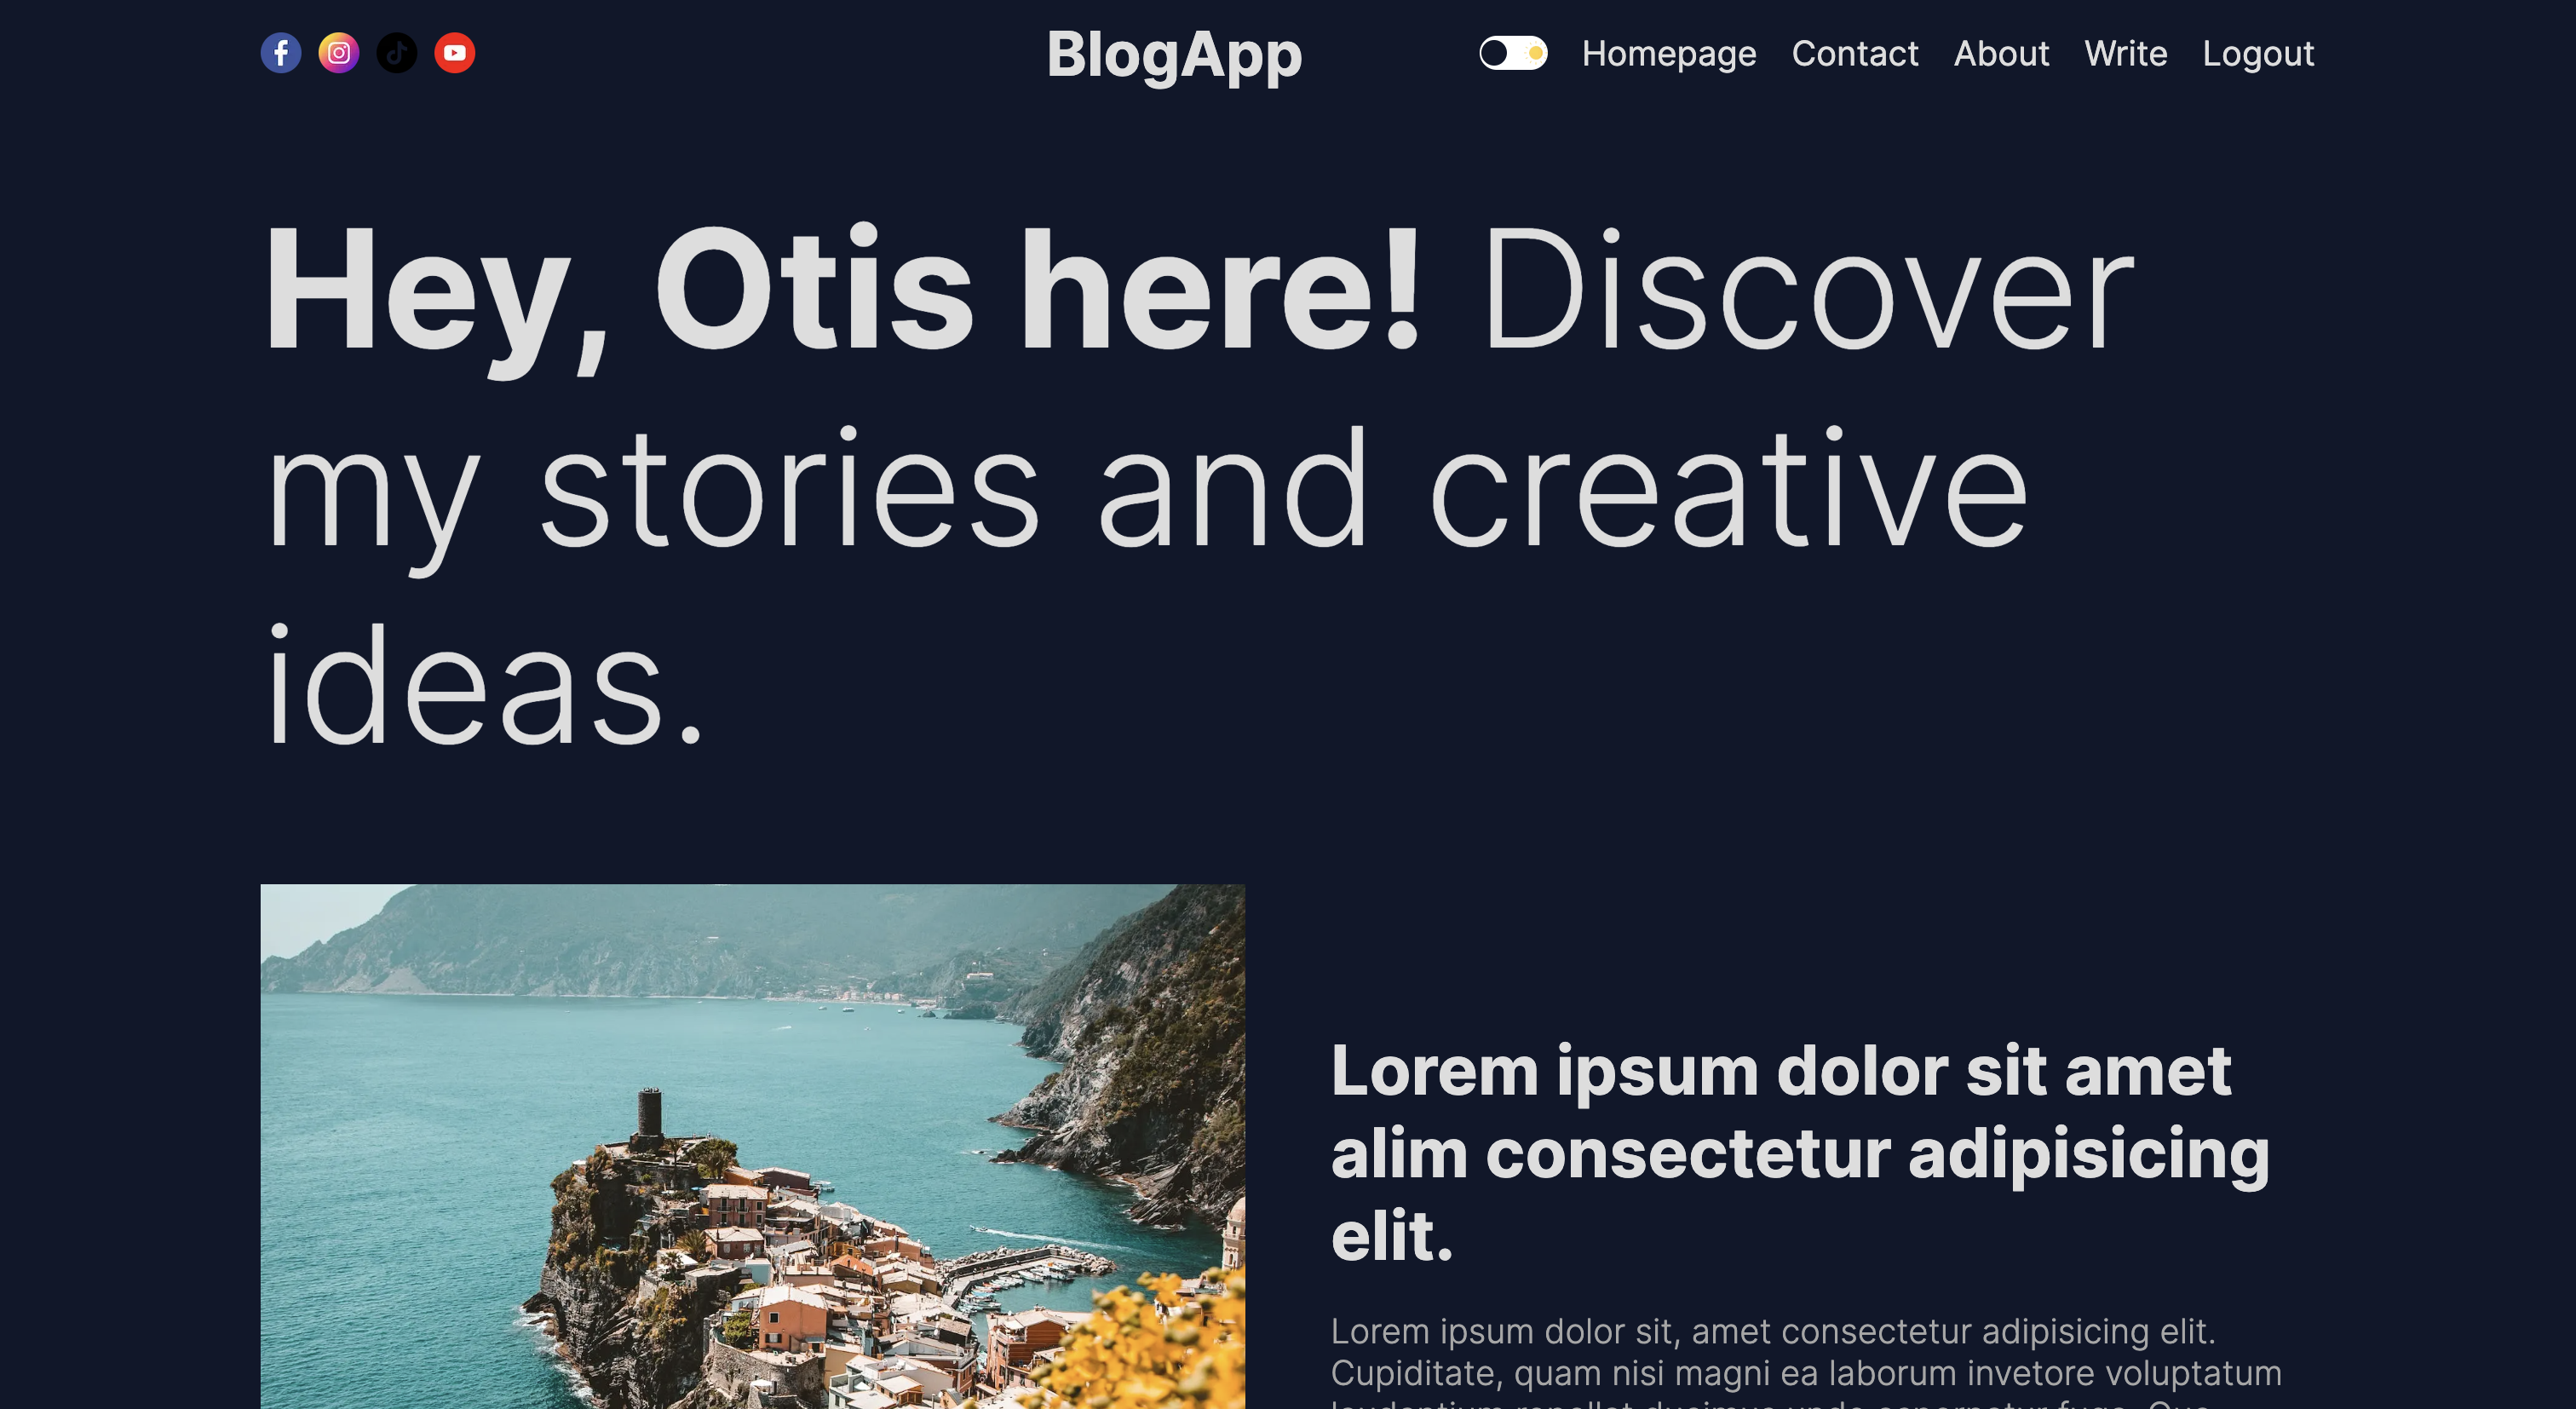 BlogApp
Homepage Contact About Write Logout
Hey, Otis here! Discover
my stories and creative
ideas.
Lorem ipsum dolor sit amet
alim consectetur adipisicing
elit.
Lorem ipsum dolor sit, amet consectetur adipisicing elit.
Cupiditate, quam nisi magni ea laborum invetore voluptatum